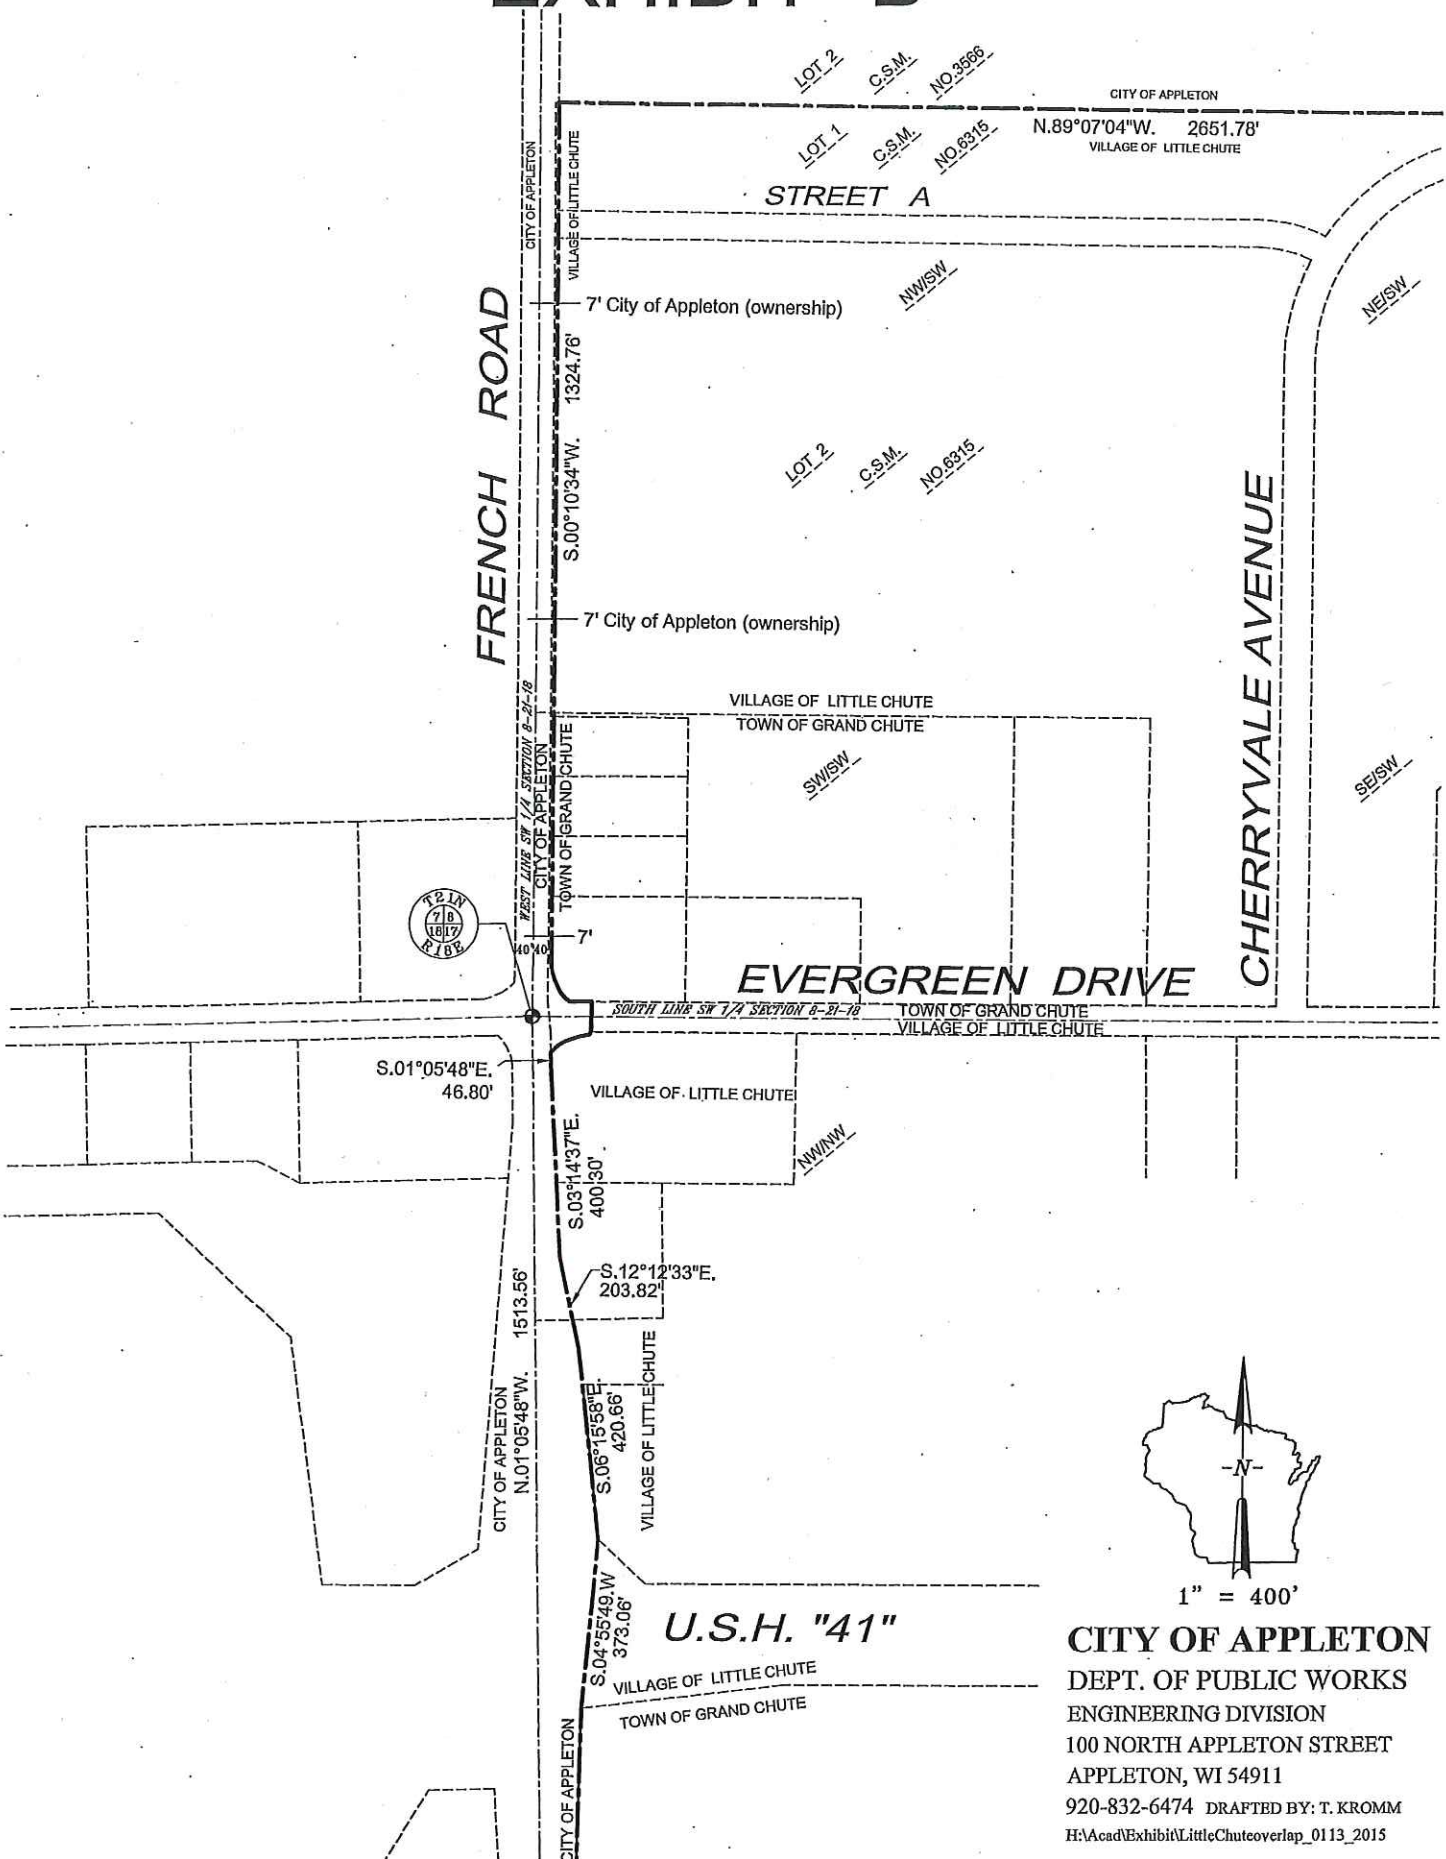 LOT 2 C.S.M. NO.3566
CITY OF APPLETON
LOT 1 C.S.M. NO.6315
N.89°07'04"W. 2651.78'
VILLAGE OF LITTLE CHUTE
CITY OF APPLETON
VILLAGE OF LITTLE CHUTE
STREET A
NW/SW
NE/SW
7' City of Appleton (ownership)
FRENCH ROAD
S.00°10'34"W. 1324.76'
LOT 2 C.S.M. NO.6315
CHERRYVALE AVENUE
7' City of Appleton (ownership)
VILLAGE OF LITTLE CHUTE
TOWN OF GRAND CHUTE
WEST LINE SW 1/4 SECTION 8-21-18
CITY OF APPLETON
TOWN OF GRAND CHUTE
SW/SW
SE/SW
T21N
7 8
18 17
R18E
7'
40' 40'
EVERGREEN DRIVE
SOUTH LINE SW 1/4 SECTION 8-21-18
TOWN OF GRAND CHUTE
VILLAGE OF LITTLE CHUTE
S.01°05'48"E.
46.80'
VILLAGE OF LITTLE CHUTE
S.03°14'37"E.
400.30'
NW/NW
S.12°12'33"E.
203.82'
CITY OF APPLETON
N.01°05'48"W. 1513.56'
S.06°15'58"E.
420.66'
VILLAGE OF LITTLE CHUTE
-N-
1" = 400'
S.04°55'49.W
373.06'
U.S.H. "41"
VILLAGE OF LITTLE CHUTE
TOWN OF GRAND CHUTE
CITY OF APPLETON
CITY OF APPLETON
DEPT. OF PUBLIC WORKS
ENGINEERING DIVISION
100 NORTH APPLETON STREET
APPLETON, WI 54911
920-832-6474 DRAFTED BY: T. KROMM
H:\Acad\Exhibit\LittleChuteoverlap_0113_2015